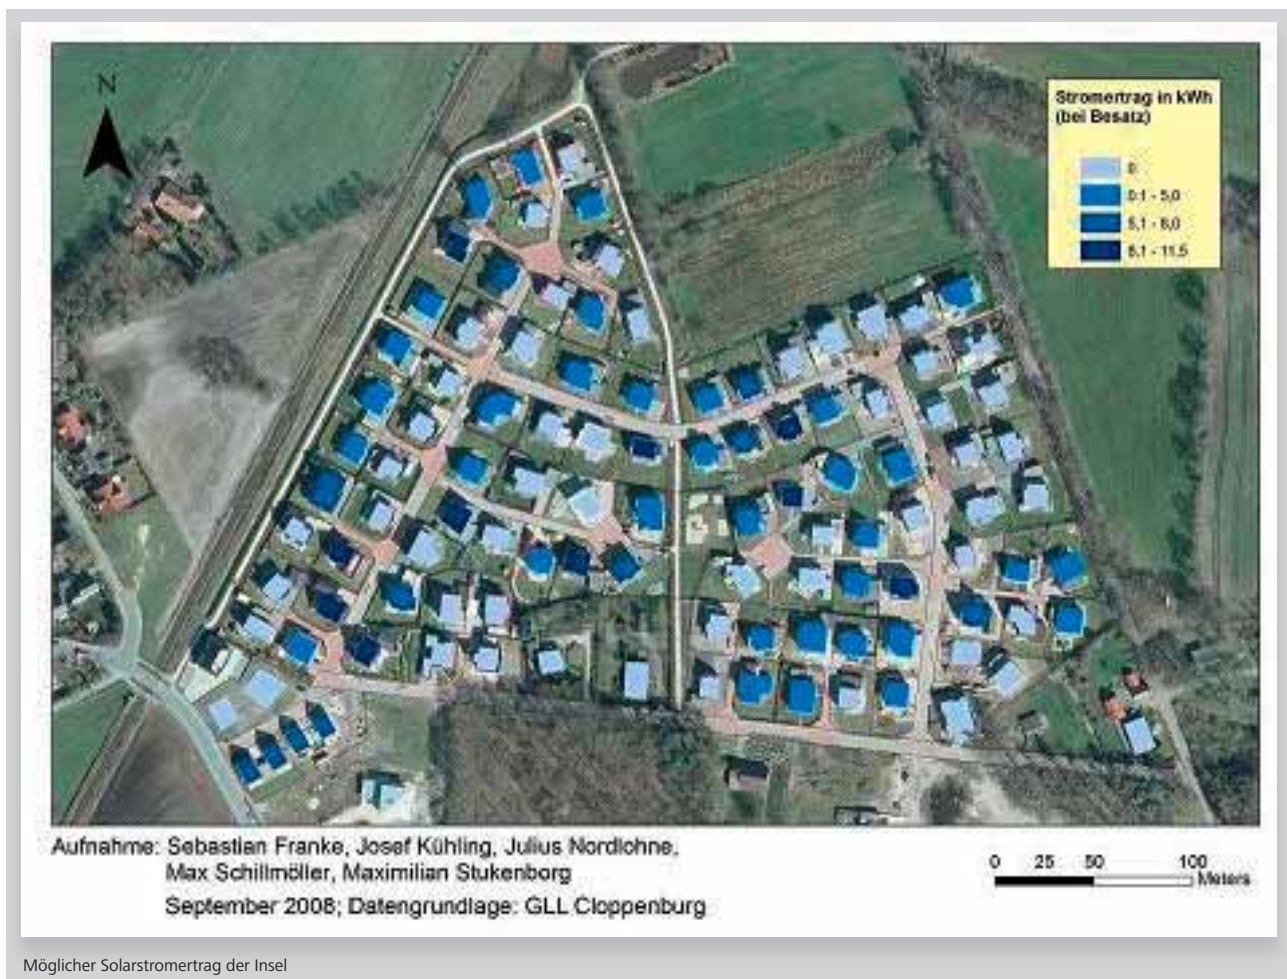 N
Stromertrag in kWh
(bei Besatz)
0
0,1 - 5,0
5,1 - 8,0
8,1 - 11,5
Aufnahme: Sebastian Franke, Josef Kühling, Julius Nordlohne,
Max Schillmöller, Maximilian Stukenborg
September 2008; Datengrundlage: GLL Cloppenburg
0 25 50 100
Meters
Möglicher Solarstromertrag der Insel